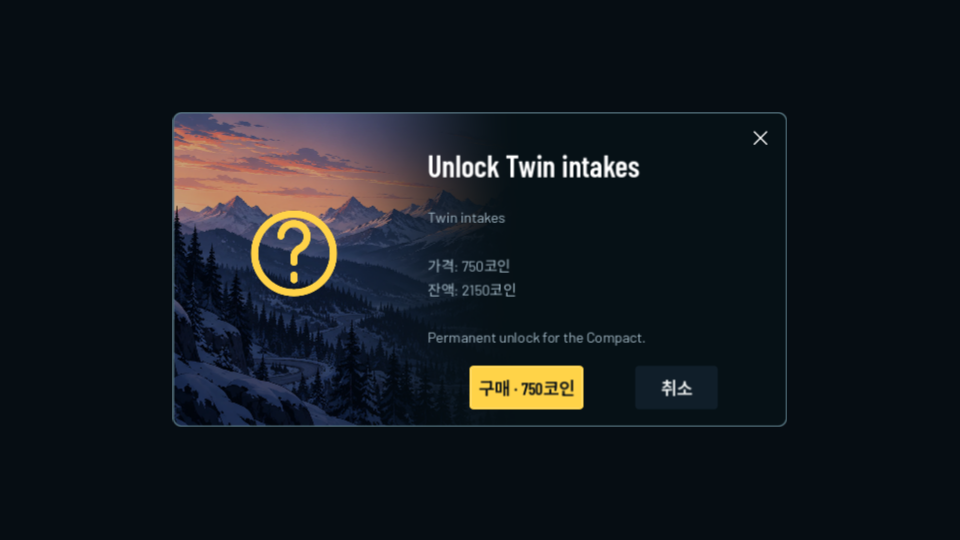 Unlock Twin intakes
Twin intakes
가격: 750코인
잔액: 2150코인
Permanent unlock for the Compact.
구매 · 750코인
취소